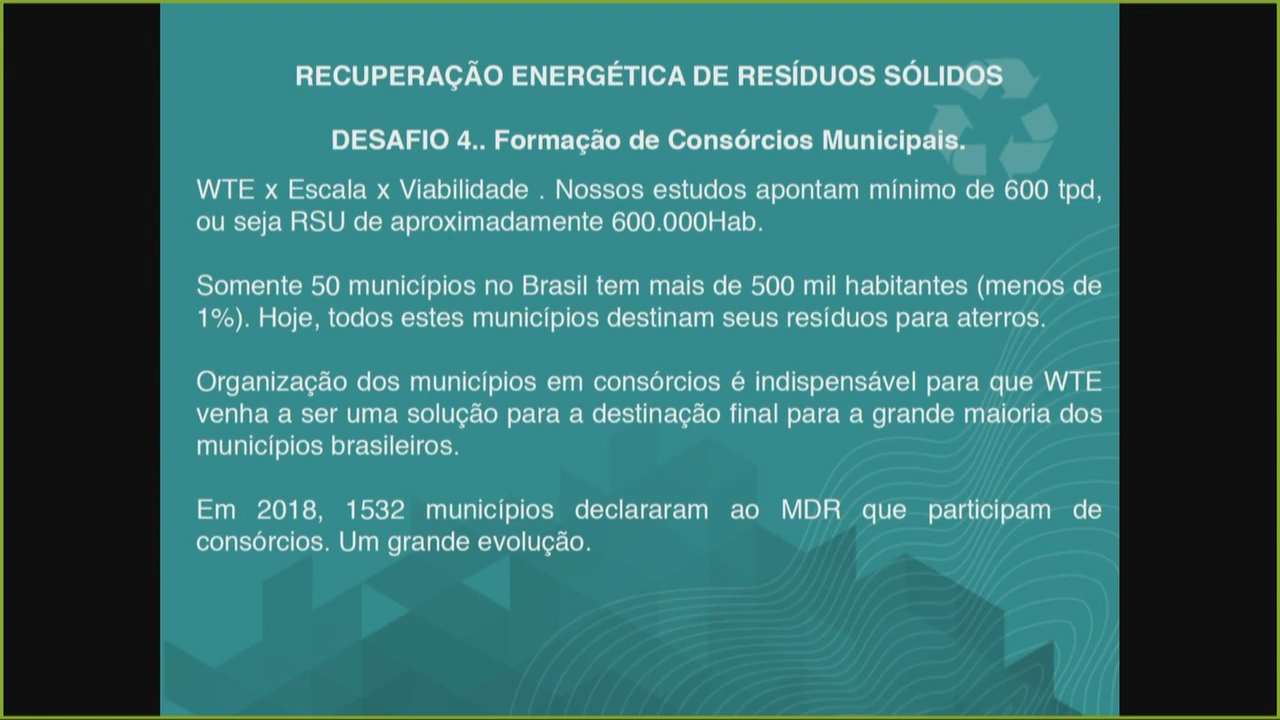 RECUPERAÇÃO ENERGÉTICA DE RESÍDUOS SÓLIDOS
DESAFIO 4.. Formação de Consórcios Municipais.
WTE x Escala x Viabilidade . Nossos estudos apontam mínimo de 600 tpd,
ou seja RSU de aproximadamente 600.000Hab.
Somente 50 municípios no Brasil tem mais de 500 mil habitantes (menos de
1%). Hoje, todos estes municípios destinam seus resíduos para aterros.
Organização dos municípios em consórcios é indispensável para que WTE
venha a ser uma solução para a destinação final para a grande maioria dos
municípios brasileiros.
Em 2018, 1532 municípios declararam ao MDR que participam de
consórcios. Um grande evolução.